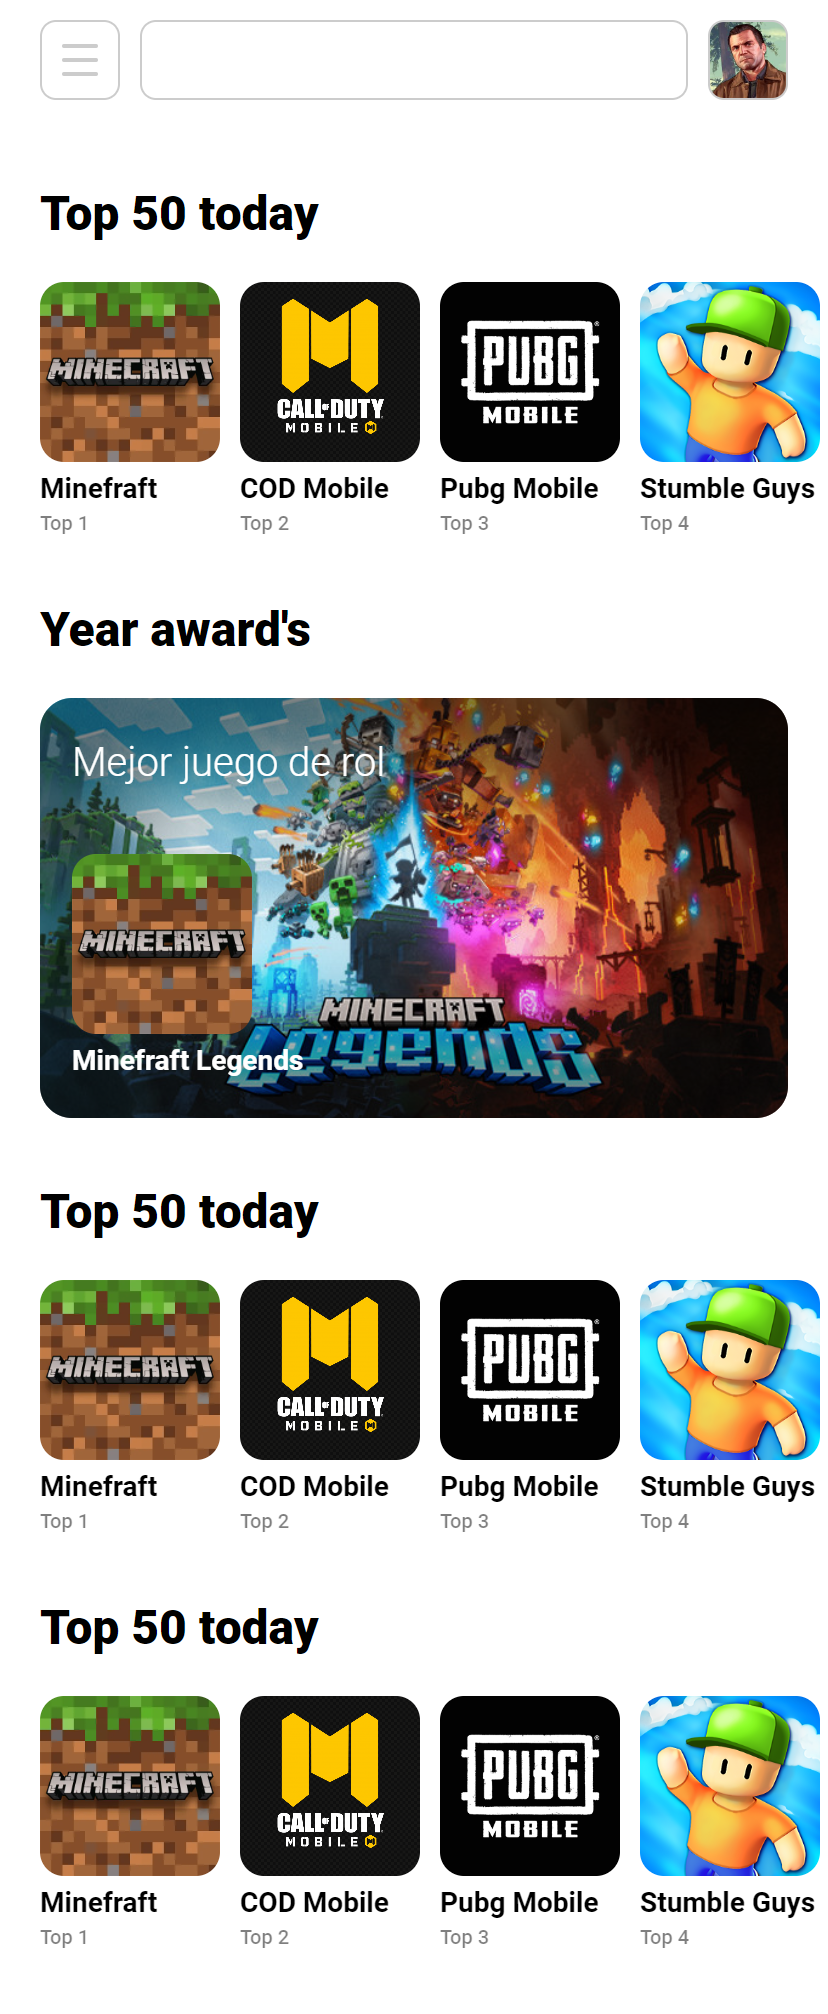 Top 50 today
MINECRAFT
CALL OF DUTY
MOBILE
PUBG
MOBILE
Minefraft
COD Mobile
Pubg Mobile
Stumble Guys
Top 1
Top 2
Top 3
Top 4
Year award's
Mejor juego de rol
MINECRAFT
MINECRAFT
Legends
Minefraft Legends
Top 50 today
MINECRAFT
CALL OF DUTY
MOBILE
PUBG
MOBILE
Minefraft
COD Mobile
Pubg Mobile
Stumble Guys
Top 1
Top 2
Top 3
Top 4
Top 50 today
MINECRAFT
CALL OF DUTY
MOBILE
PUBG
MOBILE
Minefraft
COD Mobile
Pubg Mobile
Stumble Guys
Top 1
Top 2
Top 3
Top 4